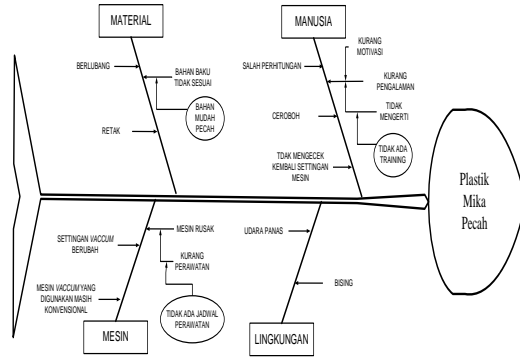 MATERIAL
MANUSIA
BERLUBANG
BAHAN BAKU
TIDAK SESUAI
BAHAN
MUDAH
PECAH
RETAK
KURANG
MOTIVASI
SALAH PERHITUNGAN
KURANG
PENGALAMAN
TIDAK
MENGERTI
CEROBOH
TIDAK ADA
TRAINING
TDAK MENGECEK
KEMBALI SETTINGAN
MESIN
Plastik
Mika
Pecah
SETTINGAN VACCUM
BERUBAH
MESIN RUSAK
KURANG
PERAWATAN
MESIN VACCUM YANG
DIGUNAKAN MASIH
KONVENSIONAL
TIDAK ADA JADWAL
PERAWATAN
UDARA PANAS
BISING
MESIN
LINGKUNGAN